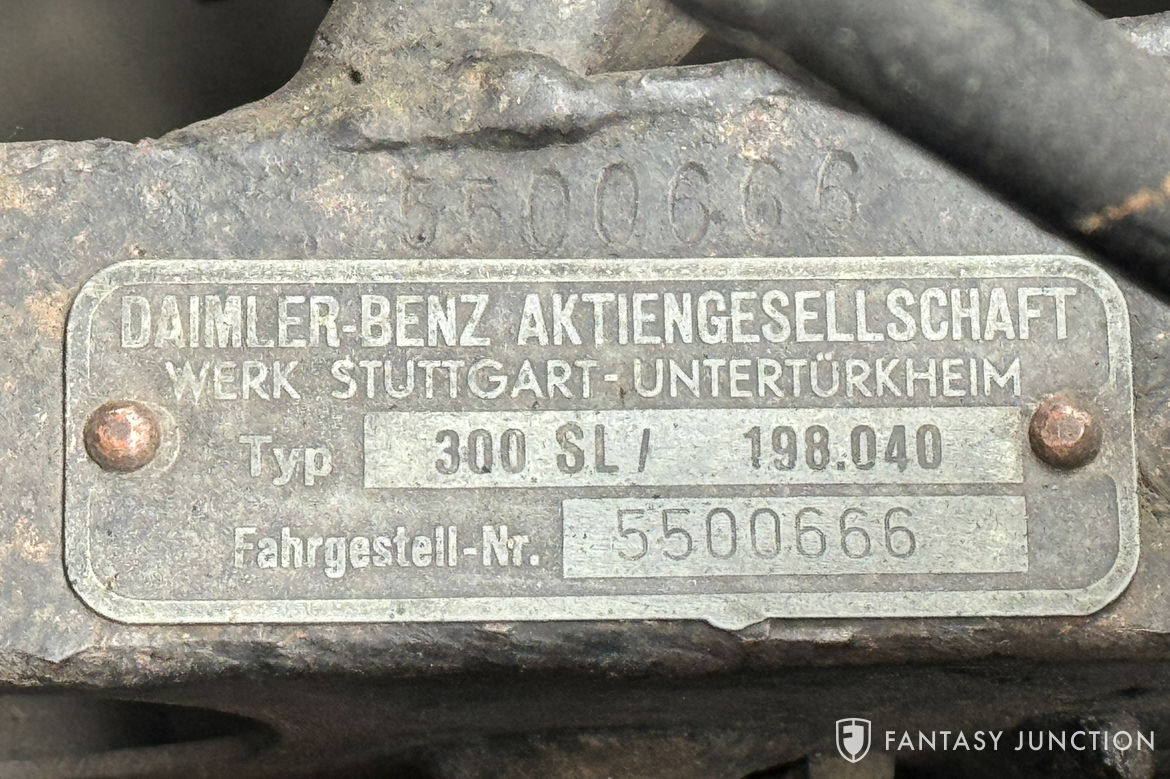 5500666
DAIMLER-BENZ AKTIENGESELLSCHAFT
WERK STUTTGART-UNTERTÜRKHEIM
Typ 300 SL/ 198.040
Fahrgestell-Nr. 5500666
FANTASY JUNCTION